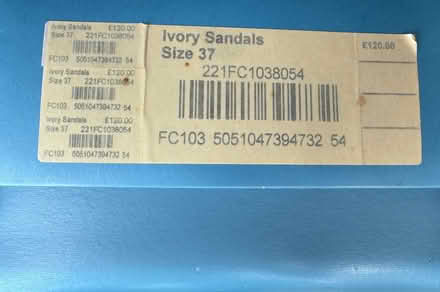 Ivory Sandals £120.00
Size 37 221FC1038054
FC103 5051047394732 54
Ivory Sandals £120.00
Size 37 221FC1038054
FC103 5051047394732 54
Ivory Sandals £120.00
Size 37 221FC1038054
FC103 5051047394732 54
Ivory Sandals
Size 37
221FC1038054
FC103 5051047394732 54
£120.00